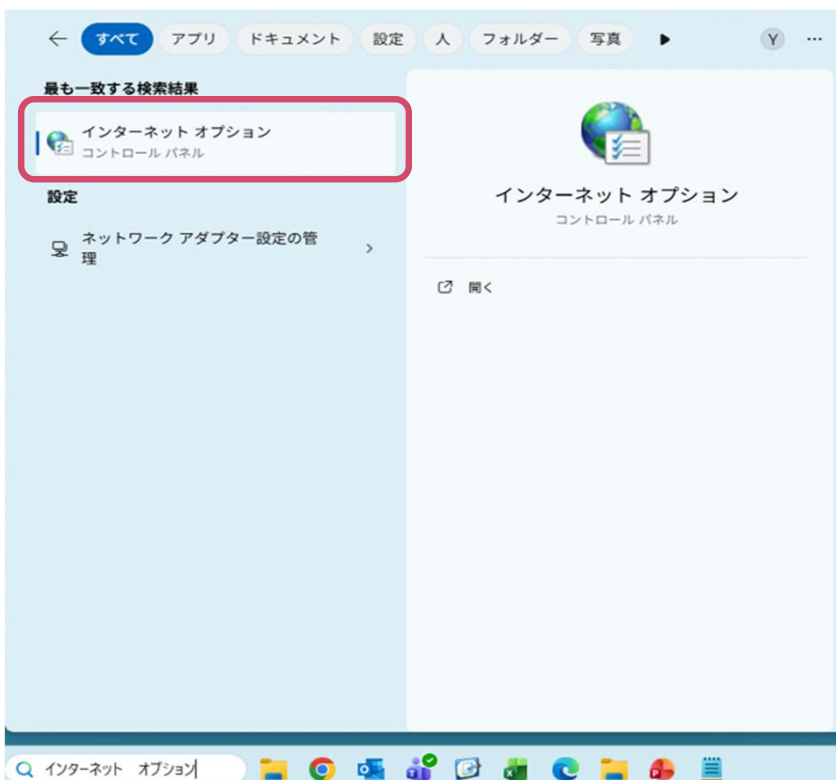 すべて アプリ ドキュメント 設定 人 フォルダー 写真 Y
最も一致する検索結果
インターネット オプション
コントロール パネル
設定
ネットワーク アダプター設定の管
理
インターネット オプション
コントロール パネル
開く
インターネット オプション